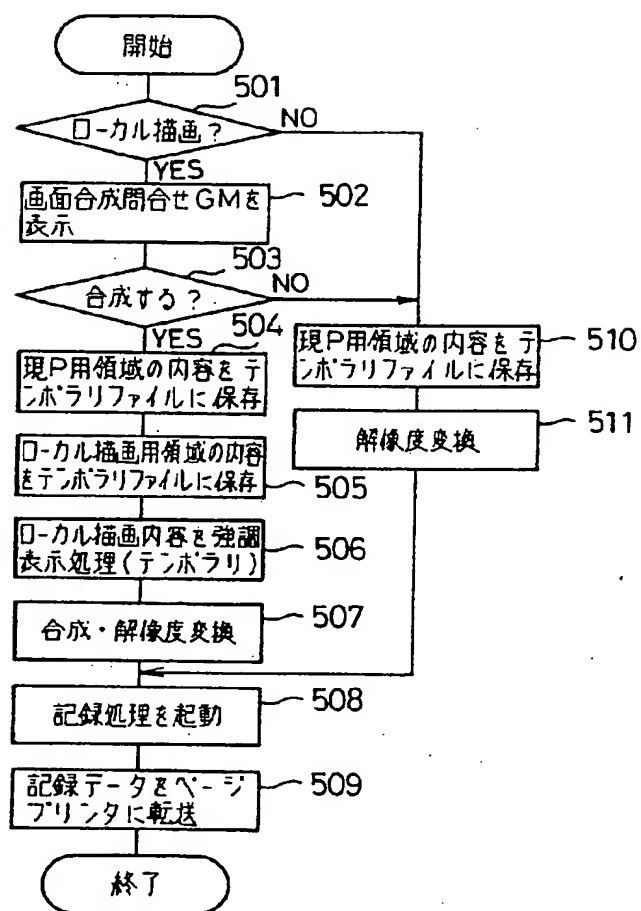 開始
501
ローカル描画?
NO
YES
画面合成問合せGMを
表示
502
503
合成する?
NO
YES
504
現P用領域の内容をテ
ンポラリファイルに保存
現P用領域の内容をテ
ンポラリファイルに保存
510
ローカル描画用領域の内容
をテンポラリファイルに保存
505
解像度変換
511
ローカル描画内容を強調
表示処理(テンポラリ)
506
合成・解像度変換
507
記録処理を起動
508
記録データをページ
プリンタに転送
509
終了